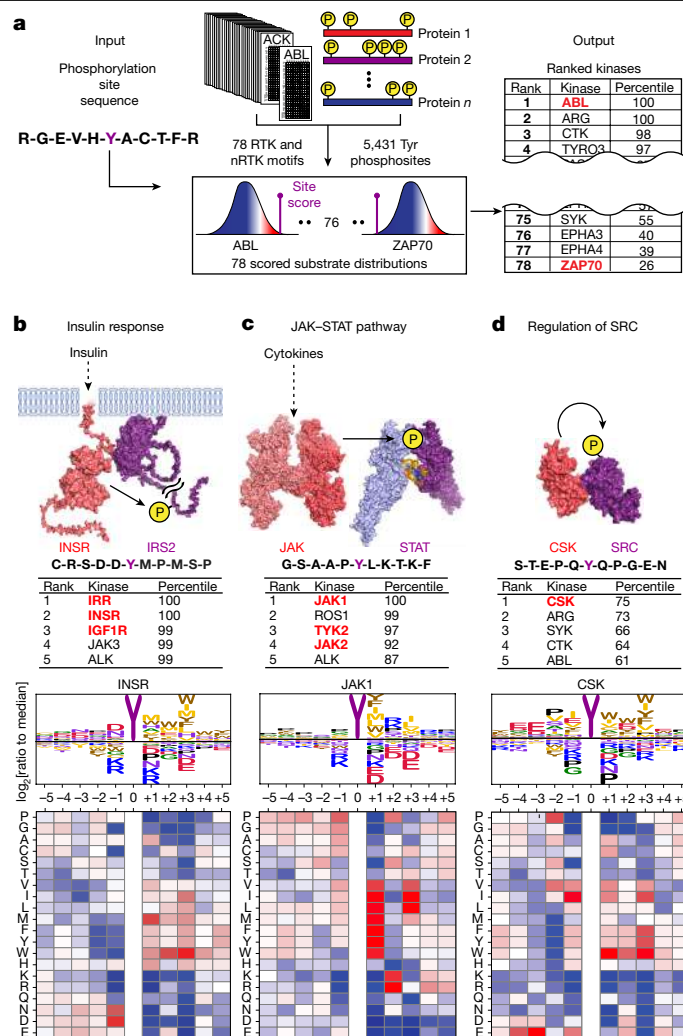 a
Input
Phosphorylation
site
sequence
R-G-E-V-H-Y-A-C-T-F-R
ACK
ABL
P P P
Protein 1
P P P P
Protein 2
P P P
Protein n
78 RTK and
nRTK motifs
5,431 Tyr
phosphosites
Site
score
76
ABL
ZAP70
78 scored substrate distributions
Output
Ranked kinases
Rank Kinase Percentile
1 ABL 100
2 ARG 100
3 CTK 98
4 TYRO3 97
75 SYK 55
76 EPHA3 40
77 EPHA4 39
78 ZAP70 26
b Insulin response
Insulin
P
INSR IRS2
C-R-S-D-D-Y-M-P-M-S-P
Rank Kinase Percentile
1 IRR 100
2 INSR 100
3 IGF1R 99
4 JAK3 99
5 ALK 99
INSR
log2[ratio to median]
Y
−5 −4 −3 −2 −1 0 +1 +2 +3 +4 +5
P
G
A
C
S
T
V
I
L
M
F
Y
W
H
K
R
Q
N
D
E
c JAK–STAT pathway
Cytokines
P
JAK STAT
G-S-A-A-P-Y-L-K-T-K-F
Rank Kinase Percentile
1 JAK1 100
2 ROS1 99
3 TYK2 97
4 JAK2 92
5 ALK 87
JAK1
Y
−5 −4 −3 −2 −1 0 +1 +2 +3 +4 +5
P
G
A
C
S
T
V
I
L
M
F
Y
W
H
K
R
Q
N
D
E
d Regulation of SRC
P
CSK SRC
S-T-E-P-Q-Y-Q-P-G-E-N
Rank Kinase Percentile
1 CSK 75
2 ARG 73
3 SYK 66
4 CTK 64
5 ABL 61
CSK
Y
−5 −4 −3 −2 −1 0 +1 +2 +3 +4
P
G
A
C
S
T
V
I
L
M
F
Y
W
H
K
R
Q
N
D
E